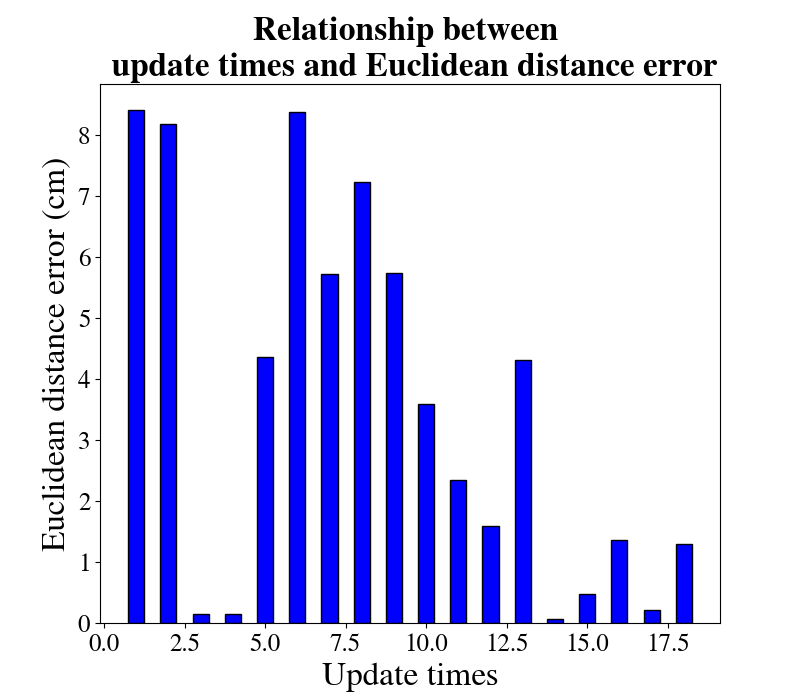 Relationship between
update times and Euclidean distance error
Euclidean distance error (cm)
8
7
6
5
4
3
2
1
0
0.0 2.5 5.0 7.5 10.0 12.5 15.0 17.5
Update times